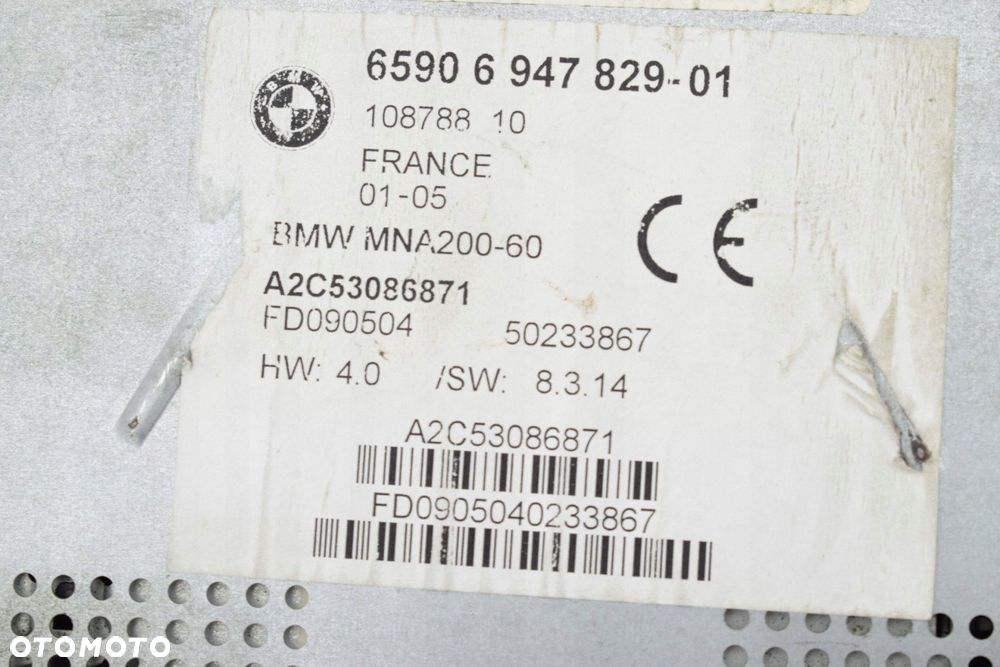 BMW
6590 6 947 829-01
108788 10
FRANCE
01-05
BMW MNA200-60
CE
A2C53086871
FD090504 50233867
HW: 4.0 /SW: 8.3.14
A2C53086871
FD0905040233867
OTOMOTO